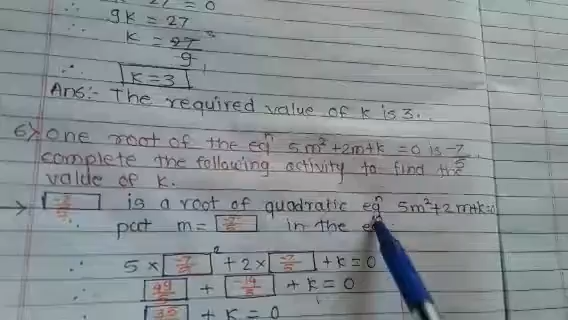 ∴ 9k = 27
∴ k = 27/9 3
∴ k = 3
Ans:- The required value of k is 3.
6) One root of the eqⁿ 5m²+2m+k = 0 is -7/5
complete the following activity to find the
value of k.
→ -7/5 is a root of quadratic eqⁿ 5m²+2m+k=0
∴ put m = -7/5 in the
∴ 5 × -7/5 ² + 2 × -7/5 + k = 0
49/5 + -14/5 + k = 0
35/5 + k = 0